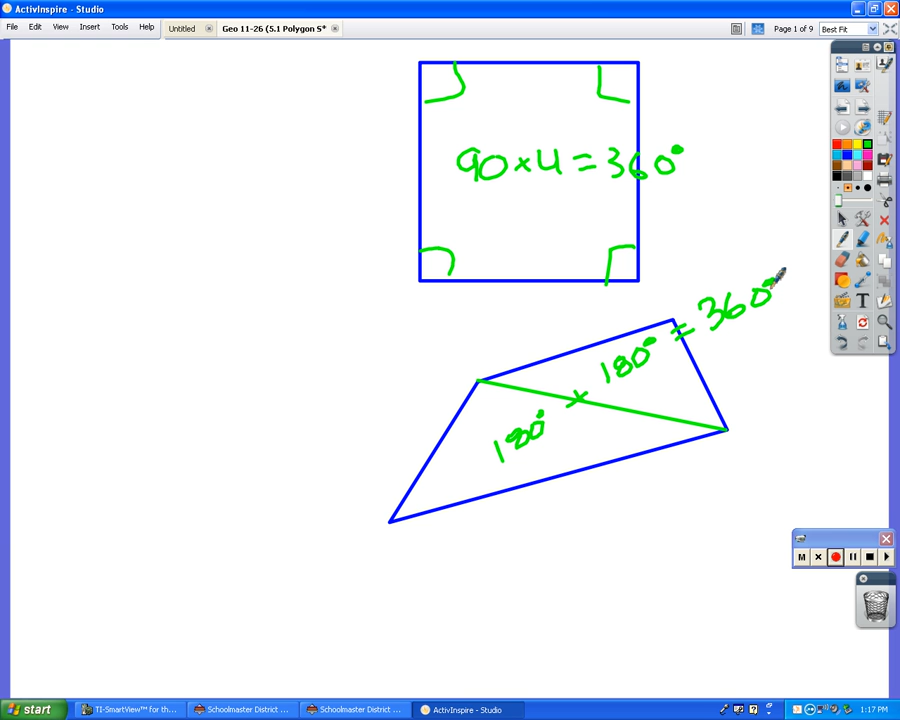 ActivInspire - Studio
File Edit View Insert Tools Help
Untitled
Geo 11-26 (5.1 Polygon S*
Page 1 of 9
Best Fit
90 × 4 = 360°
180° + 180° = 360°
T
M
start
TI-SmartView™ for th...
Schoolmaster District ...
Schoolmaster District ...
ActivInspire - Studio
1:17 PM